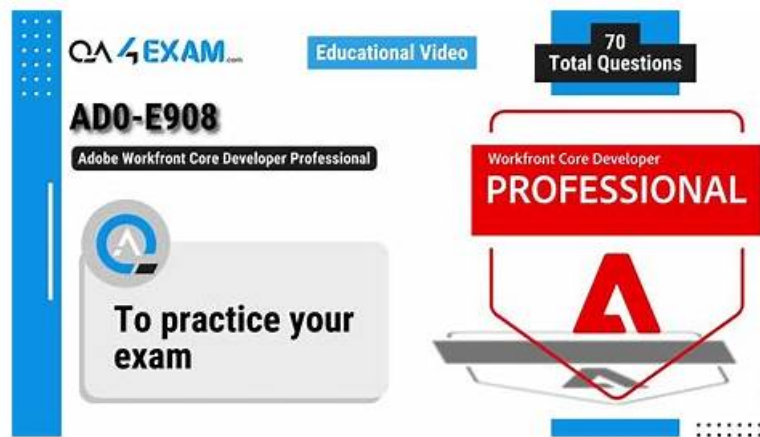 QA4EXAM.com
Educational Video
70
Total Questions
AD0-E908
Adobe Workfront Core Developer Professional
Workfront Core Developer
PROFESSIONAL
To practice your
exam